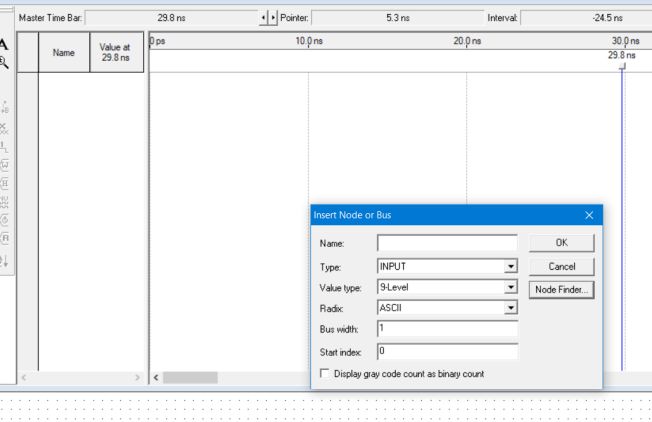 Master Time Bar: 29.8 ns Pointer: 5.3 ns Interval: -24.5 ns
Name Value at 29.8 ns
0 ps 10.0 ns 20.0 ns 30.0 ns
29.8 ns
A
Insert Node or Bus
Name: OK
Type: INPUT Cancel
Value type: 9-Level Node Finder...
Radix: ASCII
Bus width: 1
Start index: 0
Display gray code count as binary count